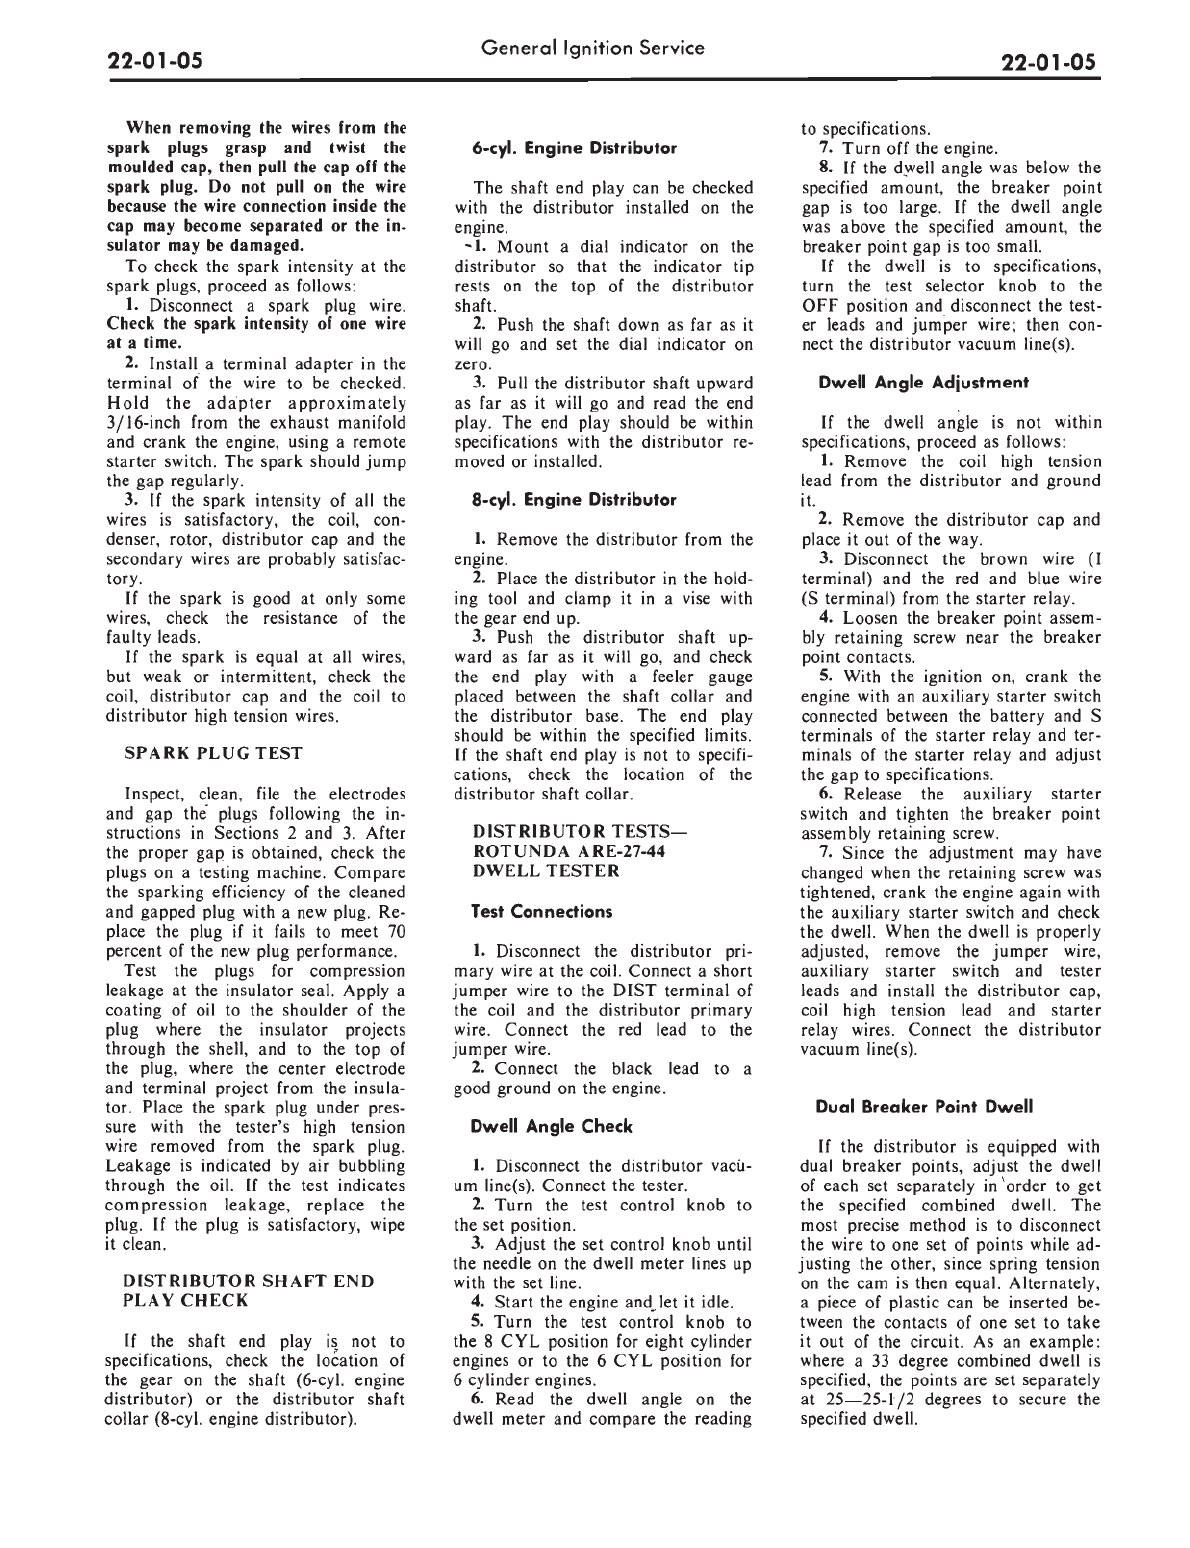 22-01-05
General Ignition Service
22-01-05
When removing the wires from the
spark plugs grasp and twist the
moulded cap, then pull the cap off the
spark plug. Do not pull on the wire
because the wire connection inside the
cap may become separated or the in-
sulator may be damaged.
To check the spark intensity at the
spark plugs, proceed as follows:
1. Disconnect a spark plug wire.
Check the spark intensity of one wire
at a time.
2. Install a terminal adapter in the
terminal of the wire to be checked.
Hold the adapter approximately
3/16-inch from the exhaust manifold
and crank the engine, using a remote
starter switch. The spark should jump
the gap regularly.
3. If the spark intensity of all the
wires is satisfactory, the coil, con-
denser, rotor, distributor cap and the
secondary wires are probably satisfac-
tory.
If the spark is good at only some
wires, check the resistance of the
faulty leads.
If the spark is equal at all wires,
but weak or intermittent, check the
coil, distributor cap and the coil to
distributor high tension wires.
SPARK PLUG TEST
Inspect, clean, file the electrodes
and gap the plugs following the in-
structions in Sections 2 and 3. After
the proper gap is obtained, check the
plugs on a testing machine. Compare
the sparking efficiency of the cleaned
and gapped plug with a new plug. Re-
place the plug if it fails to meet 70
percent of the new plug performance.
Test the plugs for compression
leakage at the insulator seal. Apply a
coating of oil to the shoulder of the
plug where the insulator projects
through the shell, and to the top of
the plug, where the center electrode
and terminal project from the insula-
tor. Place the spark plug under pres-
sure with the tester's high tension
wire removed from the spark plug.
Leakage is indicated by air bubbling
through the oil. If the test indicates
compression leakage, replace the
plug. If the plug is satisfactory, wipe
it clean.
DISTRIBUTOR SHAFT END
PLAY CHECK
If the shaft end play is not to
specifications, check the location of
the gear on the shaft (6-cyl. engine
distributor) or the distributor shaft
collar (8-cyl. engine distributor).
6-cyl. Engine Distributor
The shaft end play can be checked
with the distributor installed on the
engine.
1. Mount a dial indicator on the
distributor so that the indicator tip
rests on the top of the distributor
shaft.
2. Push the shaft down as far as it
will go and set the dial indicator on
zero.
3. Pull the distributor shaft upward
as far as it will go and read the end
play. The end play should be within
specifications with the distributor re-
moved or installed.
8-cyl. Engine Distributor
1. Remove the distributor from the
engine.
2. Place the distributor in the hold-
ing tool and clamp it in a vise with
the gear end up.
3. Push the distributor shaft up-
ward as far as it will go, and check
the end play with a feeler gauge
placed between the shaft collar and
the distributor base. The end play
should be within the specified limits.
If the shaft end play is not to specifi-
cations, check the location of the
distributor shaft collar.
DISTRIBUTOR TESTS—
ROTUNDA ARE-27-44
DWELL TESTER
Test Connections
1. Disconnect the distributor pri-
mary wire at the coil. Connect a short
jumper wire to the DIST terminal of
the coil and the distributor primary
wire. Connect the red lead to the
jumper wire.
2. Connect the black lead to a
good ground on the engine.
Dwell Angle Check
1. Disconnect the distributor vacu-
um line(s). Connect the tester.
2. Turn the test control knob to
the set position.
3. Adjust the set control knob until
the needle on the dwell meter lines up
with the set line.
4. Start the engine and let it idle.
5. Turn the test control knob to
the 8 CYL position for eight cylinder
engines or to the 6 CYL position for
6 cylinder engines.
6. Read the dwell angle on the
dwell meter and compare the reading
to specifications.
7. Turn off the engine.
8. If the dwell angle was below the
specified amount, the breaker point
gap is too large. If the dwell angle
was above the specified amount, the
breaker point gap is too small.
If the dwell is to specifications,
turn the test selector knob to the
OFF position and disconnect the test-
er leads and jumper wire; then con-
nect the distributor vacuum line(s).
Dwell Angle Adjustment
If the dwell angle is not within
specifications, proceed as follows:
1. Remove the coil high tension
lead from the distributor and ground
it.
2. Remove the distributor cap and
place it out of the way.
3. Disconnect the brown wire (I
terminal) and the red and blue wire
(S terminal) from the starter relay.
4. Loosen the breaker point assem-
bly retaining screw near the breaker
point contacts.
5. With the ignition on, crank the
engine with an auxiliary starter switch
connected between the battery and S
terminals of the starter relay and ter-
minals of the starter relay and adjust
the gap to specifications.
6. Release the auxiliary starter
switch and tighten the breaker point
assembly retaining screw.
7. Since the adjustment may have
changed when the retaining screw was
tightened, crank the engine again with
the auxiliary starter switch and check
the dwell. When the dwell is properly
adjusted, remove the jumper wire,
auxiliary starter switch and tester
leads and install the distributor cap,
coil high tension lead and starter
relay wires. Connect the distributor
vacuum line(s).
Dual Breaker Point Dwell
If the distributor is equipped with
dual breaker points, adjust the dwell
of each set separately in order to get
the specified combined dwell. The
most precise method is to disconnect
the wire to one set of points while ad-
justing the other, since spring tension
on the cam is then equal. Alternately,
a piece of plastic can be inserted be-
tween the contacts of one set to take
it out of the circuit. As an example:
where a 33 degree combined dwell is
specified, the points are set separately
at 25—25-1/2 degrees to secure the
specified dwell.